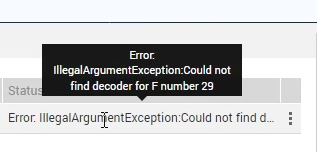 Error:
IllegalArgumentException:Could not
find decoder for F number 29
Status
Error: IllegalArgumentException:Could not find d...